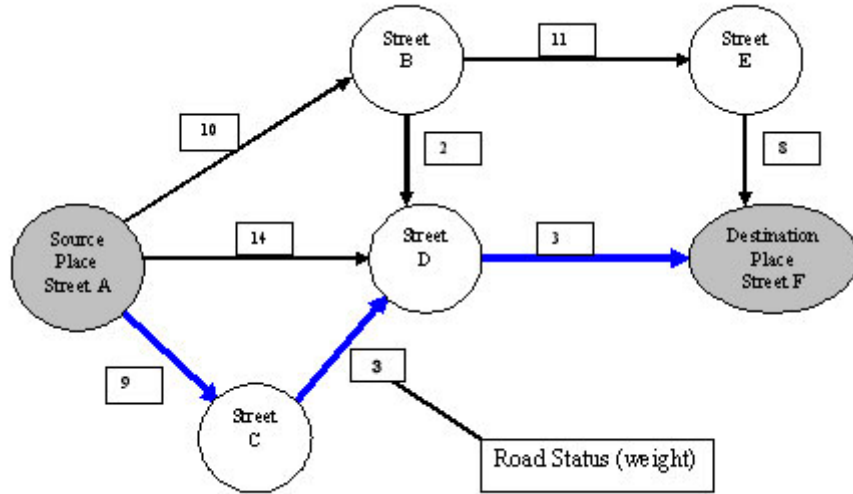 Street
B
11
Street
E
10
2
8
Source
Place
Street A
14
Street
D
3
Destination
Place
Street F
9
3
Street
C
Road Status (weight)